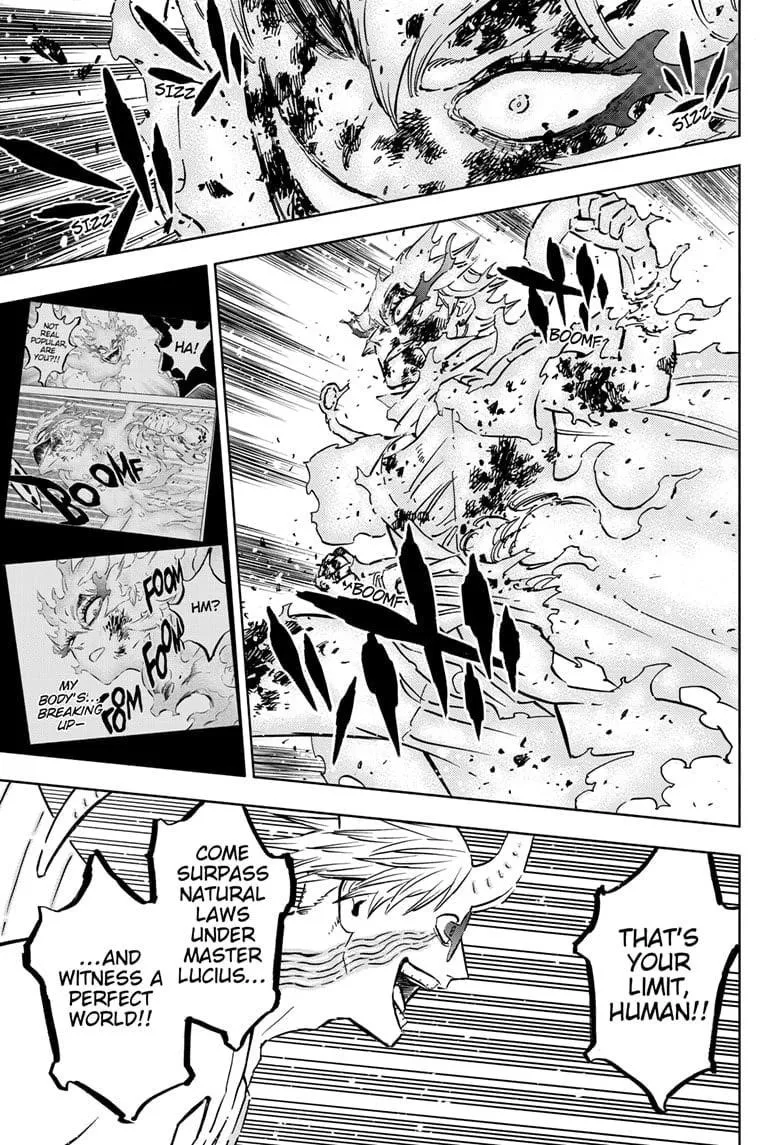 SIZZ
SIZZ
SIZZ
SIZZ
BOOMF
BOOMF
HA!
NOT
REAL
POPULAR,
ARE
YOU?!!
BOOMF
FOOM
HM?
FOOM
FOOM
MY
BODY'S...
BREAKING
UP–
THAT'S
YOUR
LIMIT,
HUMAN!!
COME
SURPASS
NATURAL
LAWS
UNDER
MASTER
LUCIUS...
...AND
WITNESS A
PERFECT
WORLD!!